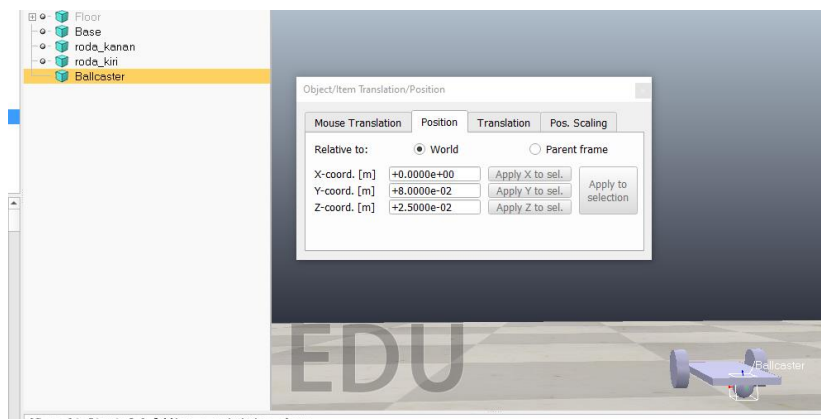 Floor
Base
roda_kanan
roda_kiri
Ballcaster
Object/Item Translation/Position
Mouse Translation Position Translation Pos. Scaling
Relative to: World Parent frame
X-coord. [m] +0.0000e+00 Apply X to sel.
Y-coord. [m] +8.0000e-02 Apply Y to sel.
Z-coord. [m] +2.5000e-02 Apply Z to sel.
Apply to selection
EDU
/Ballcaster